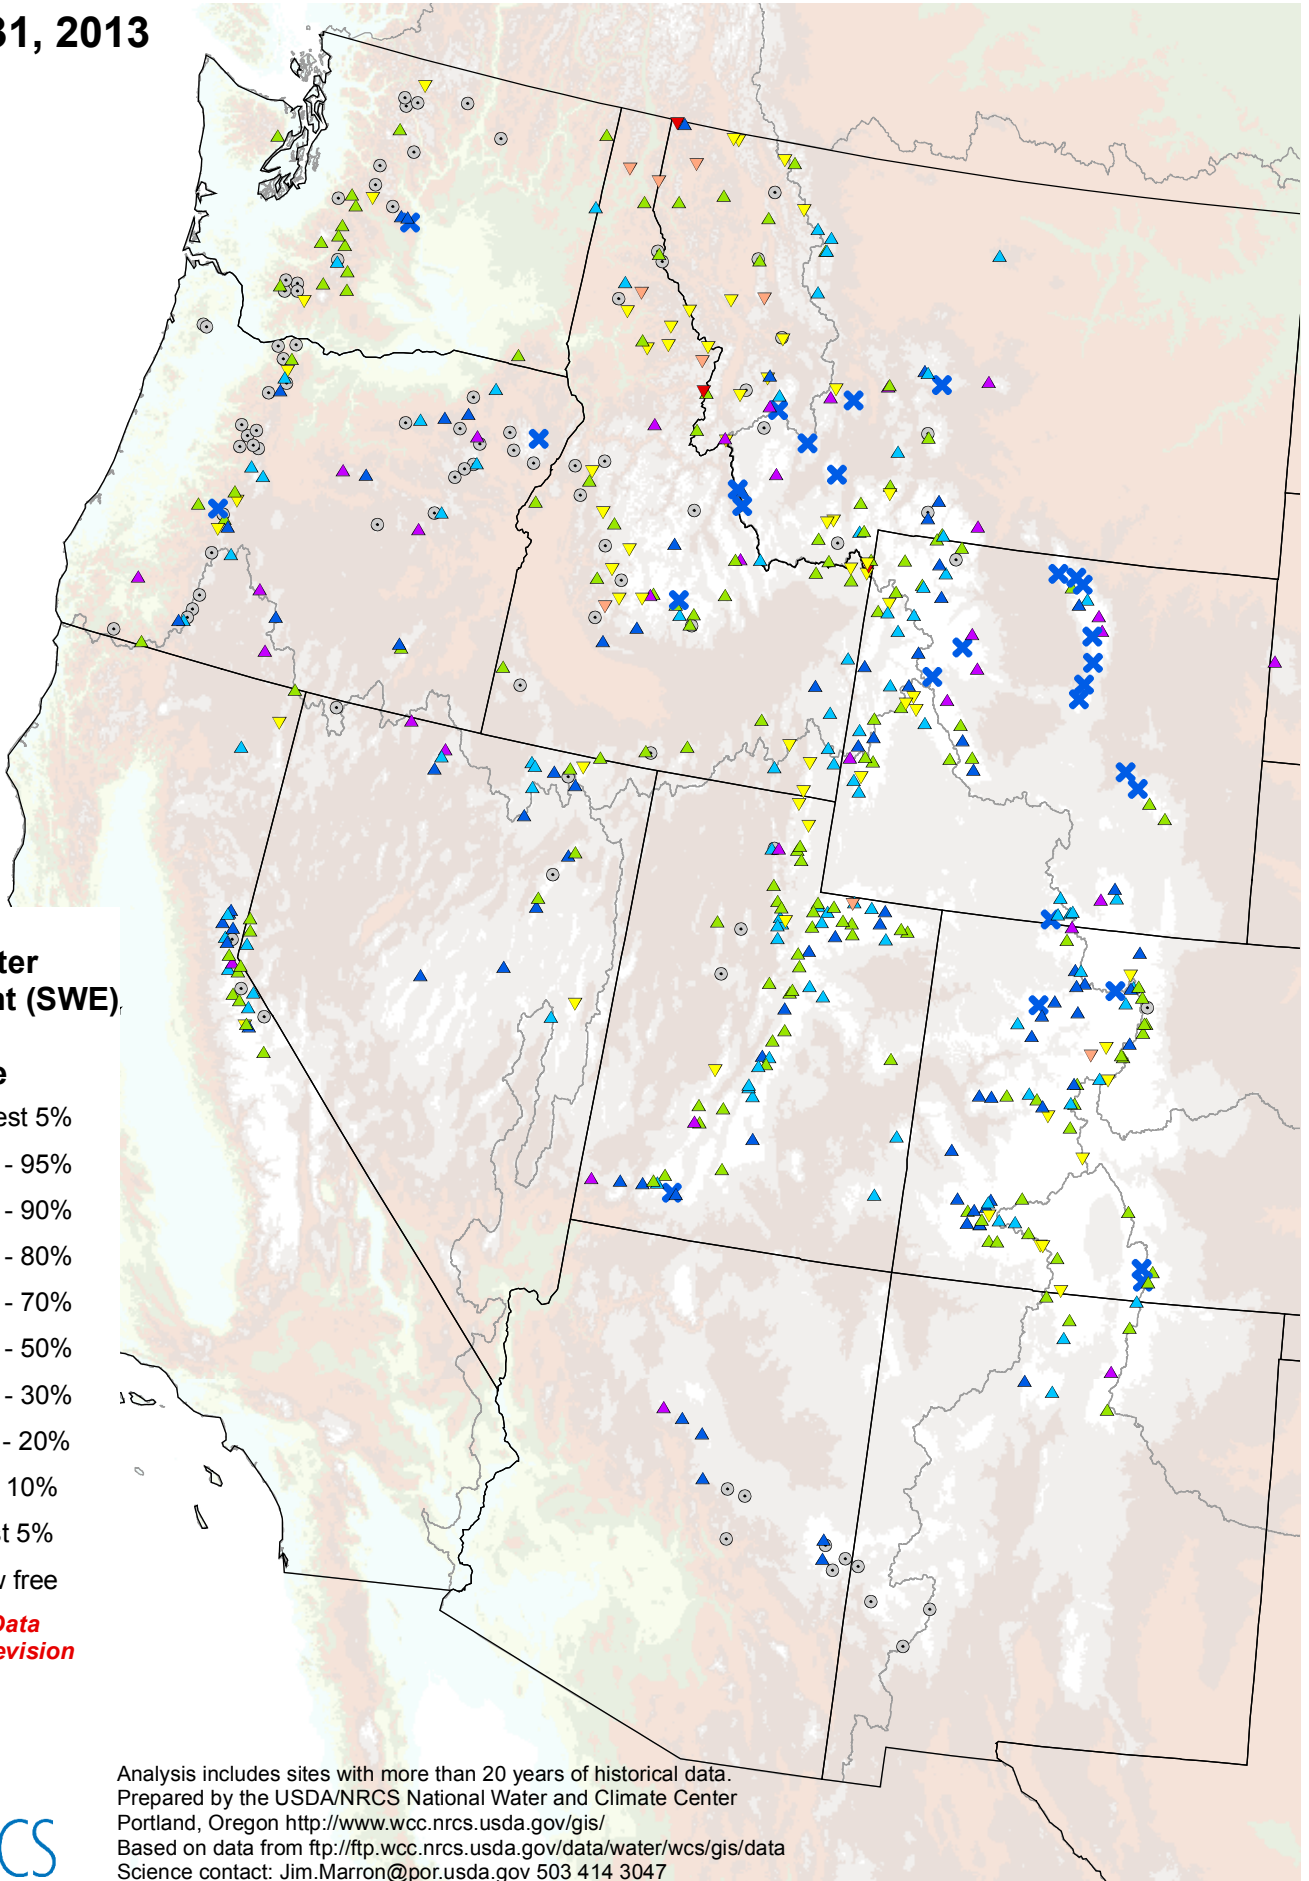 31, 2013
ter
nt (SWE)
e
est 5%
- 95%
- 90%
- 80%
- 70%
- 50%
- 30%
- 20%
10%
st 5%
v free
Data
evision
Analysis includes sites with more than 20 years of historical data.
Prepared by the USDA/NRCS National Water and Climate Center
Portland, Oregon http://www.wcc.nrcs.usda.gov/gis/
Based on data from ftp://ftp.wcc.nrcs.usda.gov/data/water/wcs/gis/data
Science contact: Jim.Marron@por.usda.gov 503 414 3047
CS